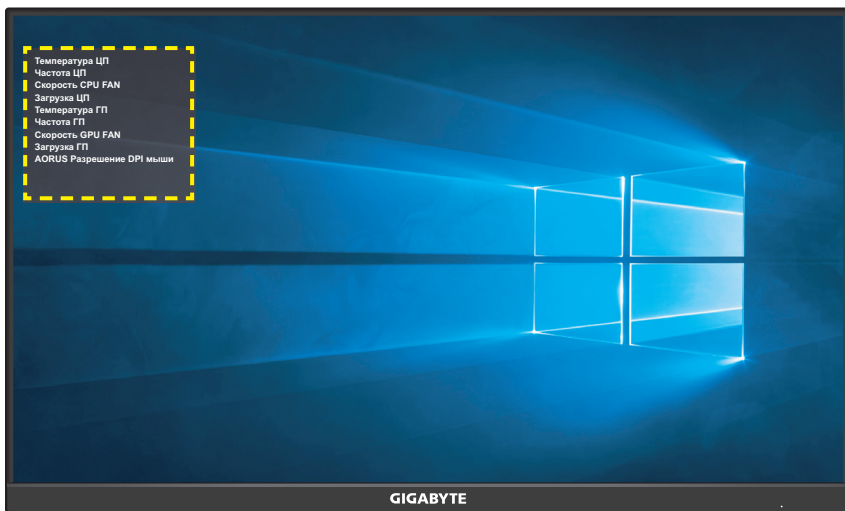 Температура ЦП
Частота ЦП
Скорость CPU FAN
Загрузка ЦП
Температура ГП
Частота ГП
Скорость GPU FAN
Загрузка ГП
AORUS Разрешение DPI мыши
GIGABYTE